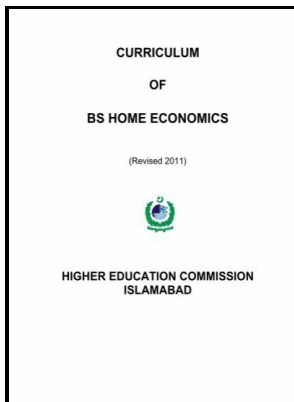 CURRICULUM
OF
BS HOME ECONOMICS
(Revised 2011)
HIGHER EDUCATION COMMISSION
ISLAMABAD